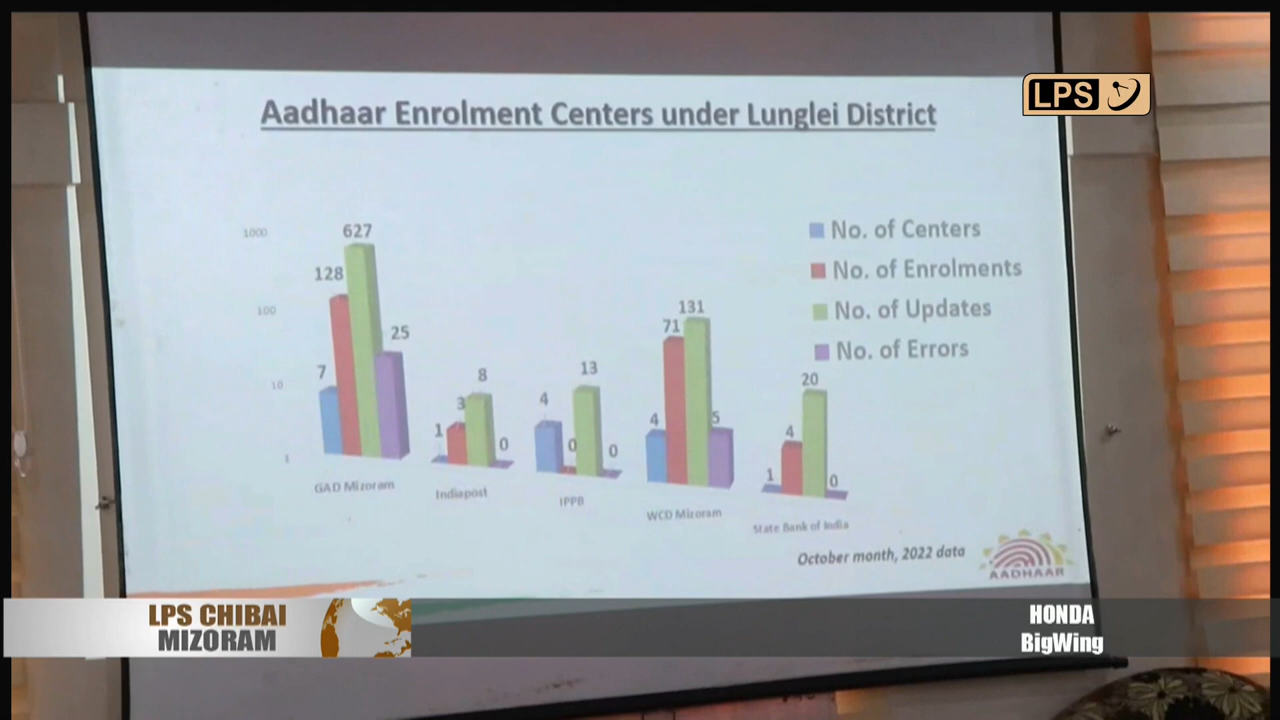 Aadhaar Enrolment Centers under Lunglei District
LPS
1000
100
10
1
627
128
7
25
1
3
8
0
4
0
13
0
4
71
131
5
1
4
20
0
No. of Centers
No. of Enrolments
No. of Updates
No. of Errors
GAD Mizoram
Indiapost
IPPB
WCD Mizoram
State Bank of India
October month, 2022 data
AADHAAR
LPS CHIBAI
MIZORAM
HONDA
BigWing